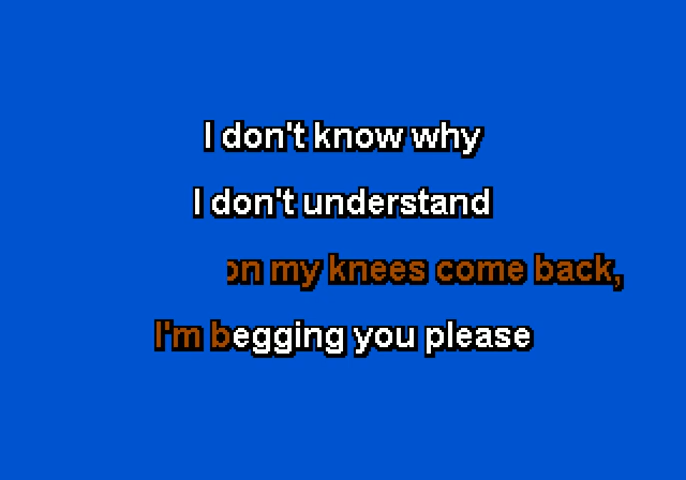 I don't know why
I don't understand
on my knees come back,
I'm begging you please